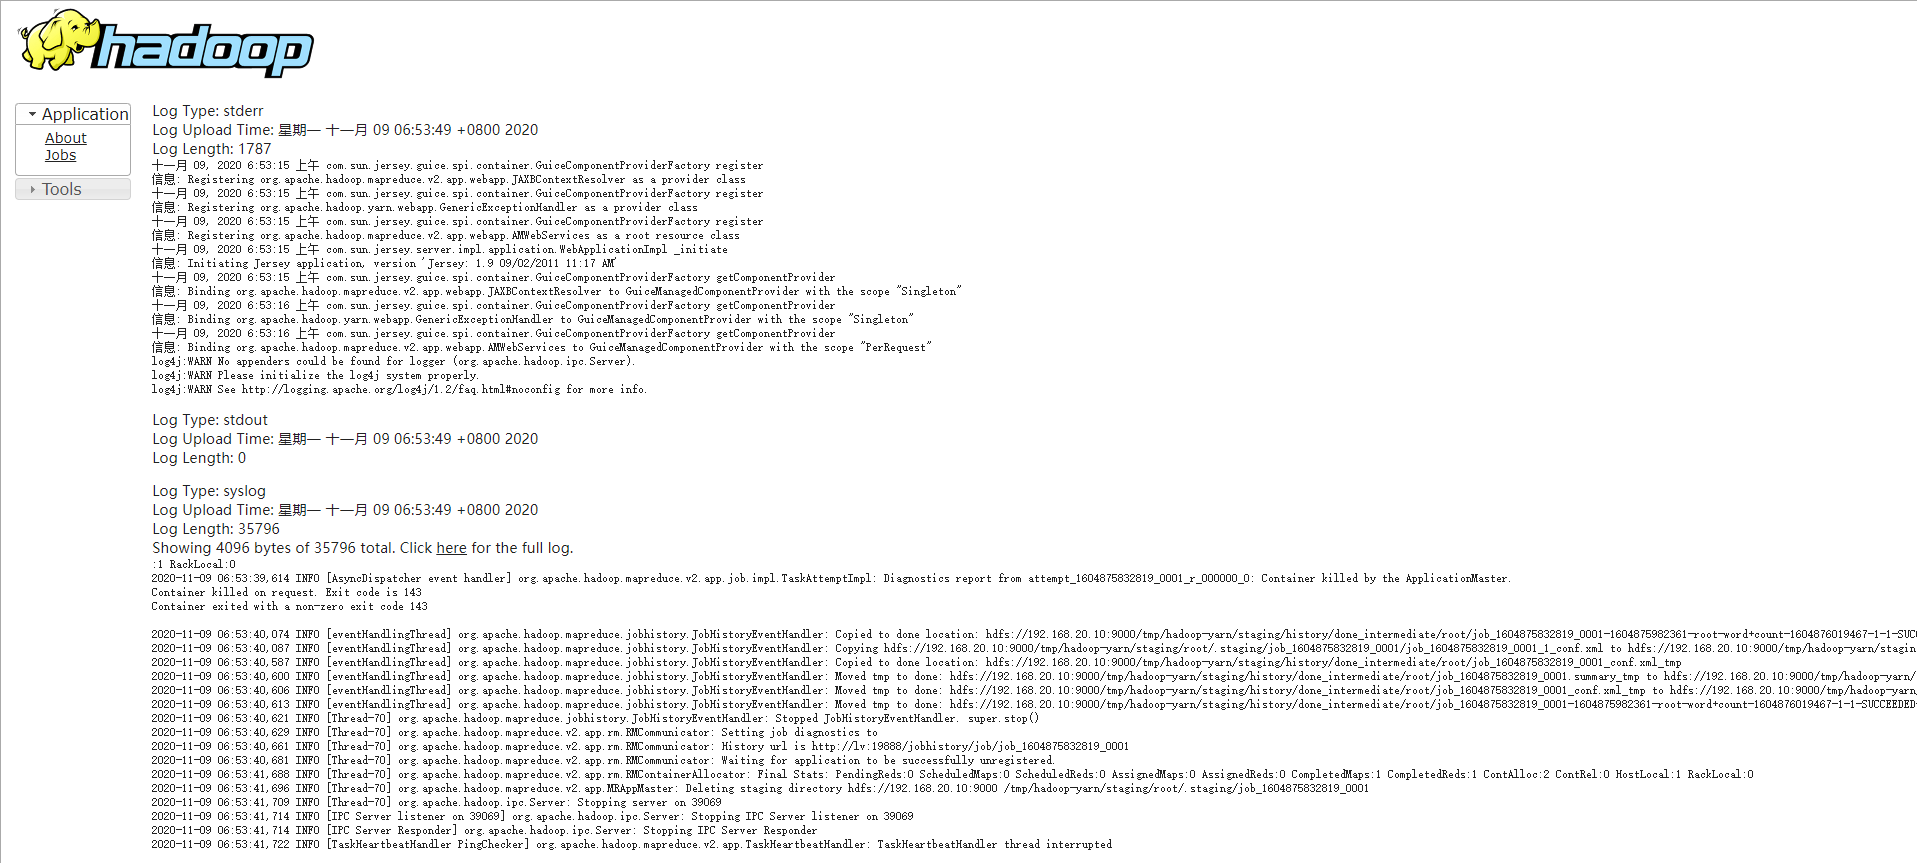 hadoop
Application
About
Jobs
Tools
Log Type: stderr
Log Upload Time: 星期一 十一月 09 06:53:49 +0800 2020
Log Length: 1787
十一月 09, 2020 6:53:15 上午 com.sun.jersey.guice.spi.container.GuiceComponentProviderFactory register
信息: Registering org.apache.hadoop.mapreduce.v2.app.webapp.JAXBContextResolver as a provider class
十一月 09, 2020 6:53:15 上午 com.sun.jersey.guice.spi.container.GuiceComponentProviderFactory register
信息: Registering org.apache.hadoop.yarn.webapp.GenericExceptionHandler as a provider class
十一月 09, 2020 6:53:15 上午 com.sun.jersey.guice.spi.container.GuiceComponentProviderFactory register
信息: Registering org.apache.hadoop.mapreduce.v2.app.webapp.AMWebServices as a root resource class
十一月 09, 2020 6:53:15 上午 com.sun.jersey.server.impl.application.WebApplicationImpl _initiate
信息: Initiating Jersey application, version 'Jersey: 1.9 09/02/2011 11:17 AM'
十一月 09, 2020 6:53:15 上午 com.sun.jersey.guice.spi.container.GuiceComponentProviderFactory getComponentProvider
信息: Binding org.apache.hadoop.mapreduce.v2.app.webapp.JAXBContextResolver to GuiceManagedComponentProvider with the scope "Singleton"
十一月 09, 2020 6:53:16 上午 com.sun.jersey.guice.spi.container.GuiceComponentProviderFactory getComponentProvider
信息: Binding org.apache.hadoop.yarn.webapp.GenericExceptionHandler to GuiceManagedComponentProvider with the scope "Singleton"
十一月 09, 2020 6:53:16 上午 com.sun.jersey.guice.spi.container.GuiceComponentProviderFactory getComponentProvider
信息: Binding org.apache.hadoop.mapreduce.v2.app.webapp.AMWebServices to GuiceManagedComponentProvider with the scope "PerRequest"
log4j:WARN No appenders could be found for logger (org.apache.hadoop.ipc.Server).
log4j:WARN Please initialize the log4j system properly.
log4j:WARN See http://logging.apache.org/log4j/1.2/faq.html#noconfig for more info.
Log Type: stdout
Log Upload Time: 星期一 十一月 09 06:53:49 +0800 2020
Log Length: 0
Log Type: syslog
Log Upload Time: 星期一 十一月 09 06:53:49 +0800 2020
Log Length: 35796
Showing 4096 bytes of 35796 total. Click here for the full log.
:1 RackLocal:0
2020-11-09 06:53:39,614 INFO [AsyncDispatcher event handler] org.apache.hadoop.mapreduce.v2.app.job.impl.TaskAttemptImpl: Diagnostics report from attempt_1604875832819_0001_r_000000_0: Container killed by the ApplicationMaster.
Container killed on request. Exit code is 143
Container exited with a non-zero exit code 143
2020-11-09 06:53:40,074 INFO [eventHandlingThread] org.apache.hadoop.mapreduce.jobhistory.JobHistoryEventHandler: Copied to done location: hdfs://192.168.20.10:9000/tmp/hadoop-yarn/staging/history/done_intermediate/root/job_1604875832819_0001-1604875982361-root-word+count-1604876019467-1-1-SUCC
2020-11-09 06:53:40,087 INFO [eventHandlingThread] org.apache.hadoop.mapreduce.jobhistory.JobHistoryEventHandler: Copying hdfs://192.168.20.10:9000/tmp/hadoop-yarn/staging/root/.staging/job_1604875832819_0001/job_1604875832819_0001_1_conf.xml to hdfs://192.168.20.10:9000/tmp/hadoop-yarn/stagin
2020-11-09 06:53:40,587 INFO [eventHandlingThread] org.apache.hadoop.mapreduce.jobhistory.JobHistoryEventHandler: Copied to done location: hdfs://192.168.20.10:9000/tmp/hadoop-yarn/staging/history/done_intermediate/root/job_1604875832819_0001_conf.xml_tmp
2020-11-09 06:53:40,600 INFO [eventHandlingThread] org.apache.hadoop.mapreduce.jobhistory.JobHistoryEventHandler: Moved tmp to done: hdfs://192.168.20.10:9000/tmp/hadoop-yarn/staging/history/done_intermediate/root/job_1604875832819_0001.summary_tmp to hdfs://192.168.20.10:9000/tmp/hadoop-yarn/
2020-11-09 06:53:40,606 INFO [eventHandlingThread] org.apache.hadoop.mapreduce.jobhistory.JobHistoryEventHandler: Moved tmp to done: hdfs://192.168.20.10:9000/tmp/hadoop-yarn/staging/history/done_intermediate/root/job_1604875832819_0001_conf.xml_tmp to hdfs://192.168.20.10:9000/tmp/hadoop-yarn
2020-11-09 06:53:40,613 INFO [eventHandlingThread] org.apache.hadoop.mapreduce.jobhistory.JobHistoryEventHandler: Moved tmp to done: hdfs://192.168.20.10:9000/tmp/hadoop-yarn/staging/history/done_intermediate/root/job_1604875832819_0001-1604875982361-root-word+count-1604876019467-1-1-SUCCEEDED
2020-11-09 06:53:40,621 INFO [Thread-70] org.apache.hadoop.mapreduce.jobhistory.JobHistoryEventHandler: Stopped JobHistoryEventHandler. super.stop()
2020-11-09 06:53:40,629 INFO [Thread-70] org.apache.hadoop.mapreduce.v2.app.rm.RMCommunicator: Setting job diagnostics to
2020-11-09 06:53:40,661 INFO [Thread-70] org.apache.hadoop.mapreduce.v2.app.rm.RMCommunicator: History url is http://lv:19888/jobhistory/job/job_1604875832819_0001
2020-11-09 06:53:40,681 INFO [Thread-70] org.apache.hadoop.mapreduce.v2.app.rm.RMCommunicator: Waiting for application to be successfully unregistered.
2020-11-09 06:53:41,688 INFO [Thread-70] org.apache.hadoop.mapreduce.v2.app.rm.RMContainerAllocator: Final Stats: PendingReds:0 ScheduledMaps:0 ScheduledReds:0 AssignedMaps:0 AssignedReds:0 CompletedMaps:1 CompletedReds:1 ContAlloc:2 ContRel:0 HostLocal:1 RackLocal:0
2020-11-09 06:53:41,696 INFO [Thread-70] org.apache.hadoop.mapreduce.v2.app.MRAppMaster: Deleting staging directory hdfs://192.168.20.10:9000 /tmp/hadoop-yarn/staging/root/.staging/job_1604875832819_0001
2020-11-09 06:53:41,709 INFO [Thread-70] org.apache.hadoop.ipc.Server: Stopping server on 39069
2020-11-09 06:53:41,714 INFO [IPC Server listener on 39069] org.apache.hadoop.ipc.Server: Stopping IPC Server listener on 39069
2020-11-09 06:53:41,714 INFO [IPC Server Responder] org.apache.hadoop.ipc.Server: Stopping IPC Server Responder
2020-11-09 06:53:41,722 INFO [TaskHeartbeatHandler PingChecker] org.apache.hadoop.mapreduce.v2.app.TaskHeartbeatHandler: TaskHeartbeatHandler thread interrupted